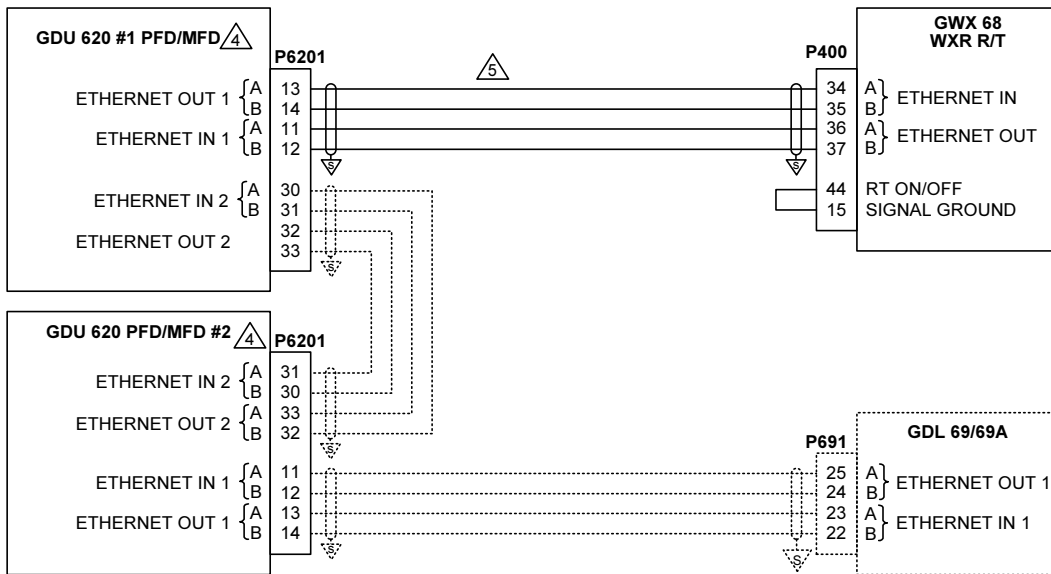 GDU 620 #1 PFD/MFD 4
P6201
ETHERNET OUT 1 { A 13
B 14
ETHERNET IN 1 { A 11
B 12
ETHERNET IN 2 { A 30
B 31
ETHERNET OUT 2 32
33
S
S
5
S
GWX 68
WXR R/T
P400
34 A } ETHERNET IN
35 B
36 A } ETHERNET OUT
37 B
44 RT ON/OFF
15 SIGNAL GROUND
GDU 620 PFD/MFD #2 4
P6201
ETHERNET IN 2 { A 31
B 30
ETHERNET OUT 2 { A 33
B 32
ETHERNET IN 1 { A 11
B 12
ETHERNET OUT 1 { A 13
B 14
S
S
S
GDL 69/69A
P691
25 A } ETHERNET OUT 1
24 B
23 A } ETHERNET IN 1
22 B